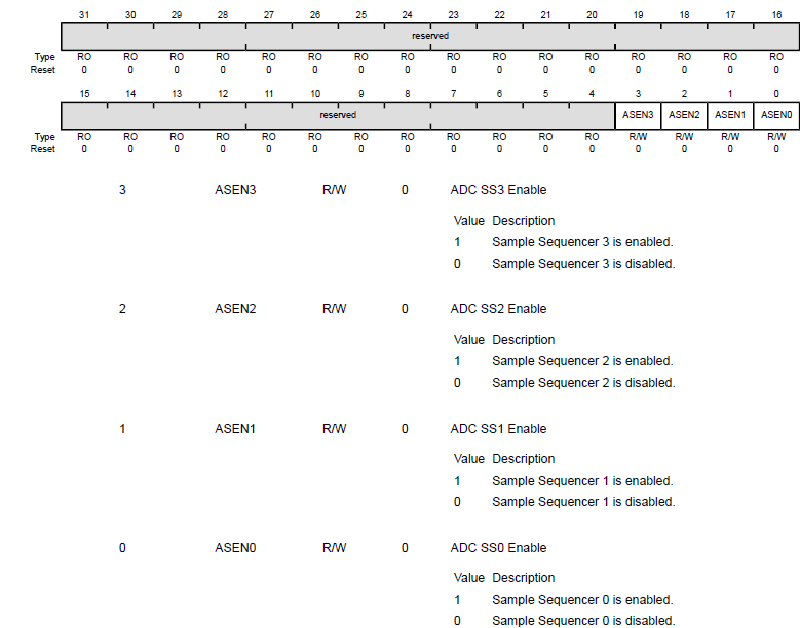 31 30 29 28 27 26 25 24 23 22 21 20 19 18 17 16
reserved
Type RO RO RO RO RO RO RO RO RO RO RO RO RO RO RO RO
Reset 0 0 0 0 0 0 0 0 0 0 0 0 0 0 0 0
15 14 13 12 11 10 9 8 7 6 5 4 3 2 1 0
reserved ASEN3 ASEN2 ASEN1 ASEN0
Type RO RO RO RO RO RO RO RO RO RO RO RO R/W R/W R/W R/W
Reset 0 0 0 0 0 0 0 0 0 0 0 0 0 0 0 0
3 ASEN3 R/W 0 ADC SS3 Enable
Value Description
1 Sample Sequencer 3 is enabled.
0 Sample Sequencer 3 is disabled.
2 ASEN2 R/W 0 ADC SS2 Enable
Value Description
1 Sample Sequencer 2 is enabled.
0 Sample Sequencer 2 is disabled.
1 ASEN1 R/W 0 ADC SS1 Enable
Value Description
1 Sample Sequencer 1 is enabled.
0 Sample Sequencer 1 is disabled.
0 ASEN0 R/W 0 ADC SS0 Enable
Value Description
1 Sample Sequencer 0 is enabled.
0 Sample Sequencer 0 is disabled.